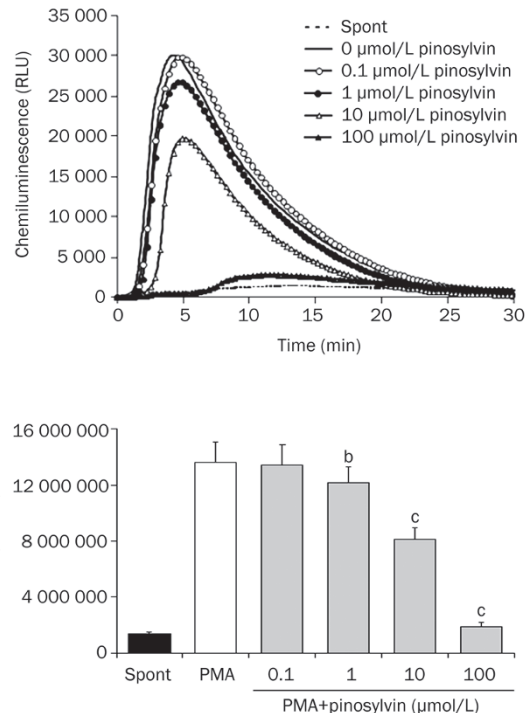 35 000
30 000
25 000
20 000
15 000
10 000
5 000
0
Chemiluminescence (RLU)
Spont
0 µmol/L pinosylvin
0.1 µmol/L pinosylvin
1 µmol/L pinosylvin
10 µmol/L pinosylvin
100 µmol/L pinosylvin
0 5 10 15 20 25 30
Time (min)
16 000 000
12 000 000
8 000 000
4 000 000
0
b
c
c
Spont PMA 0.1 1 10 100
PMA+pinosylvin (µmol/L)